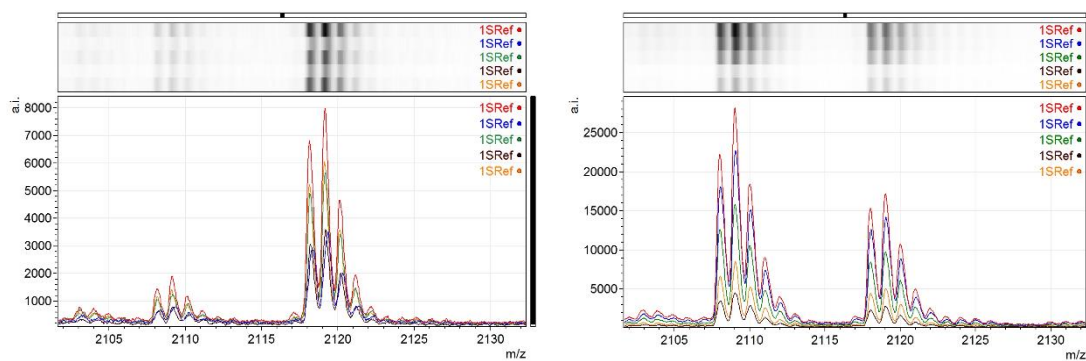 1SRef
1SRef
1SRef
1SRef
1SRef
a.i.
8000
7000
6000
5000
4000
3000
2000
1000
1SRef
1SRef
1SRef
1SRef
1SRef
2105 2110 2115 2120 2125 2130
m/z
1SRef
1SRef
1SRef
1SRef
1SRef
a.i.
25000
20000
15000
10000
5000
1SRef
1SRef
1SRef
1SRef
1SRef
2105 2110 2115 2120 2125 2130
m/z